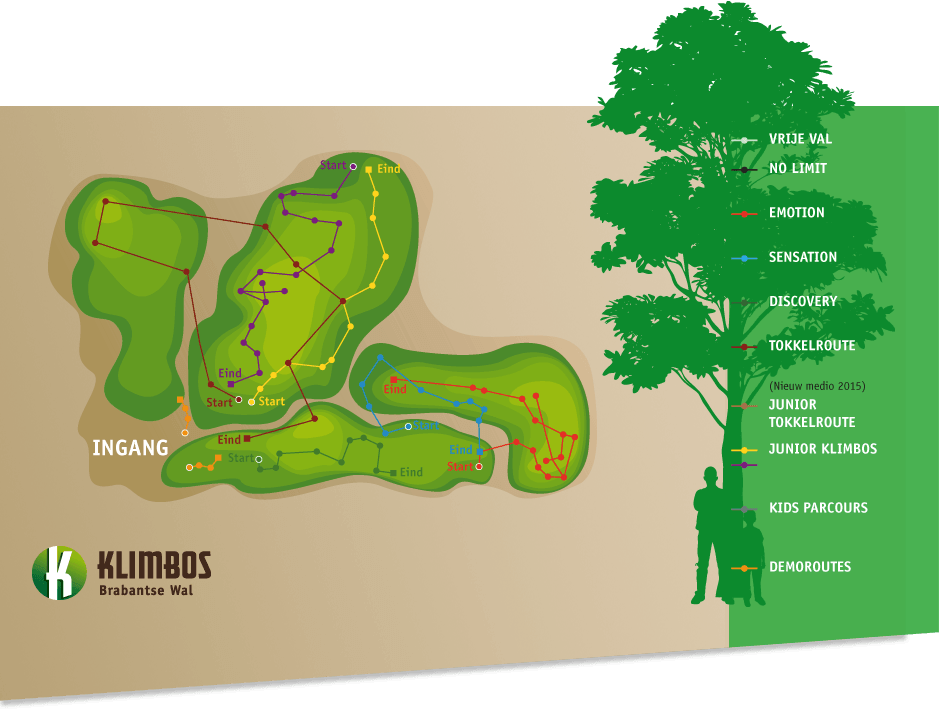 Start
Eind
Eind
Start
Start
Eind
Start
Eind
Start
Eind
Eind
Start
Eind
Start
INGANG
KLIMBOS
Brabantse Wal
VRIJE VAL
NO LIMIT
EMOTION
SENSATION
DISCOVERY
TOKKELROUTE
(Nieuw medio 2015)
JUNIOR
TOKKELROUTE
JUNIOR KLIMBOS
KIDS PARCOURS
DEMOROUTES